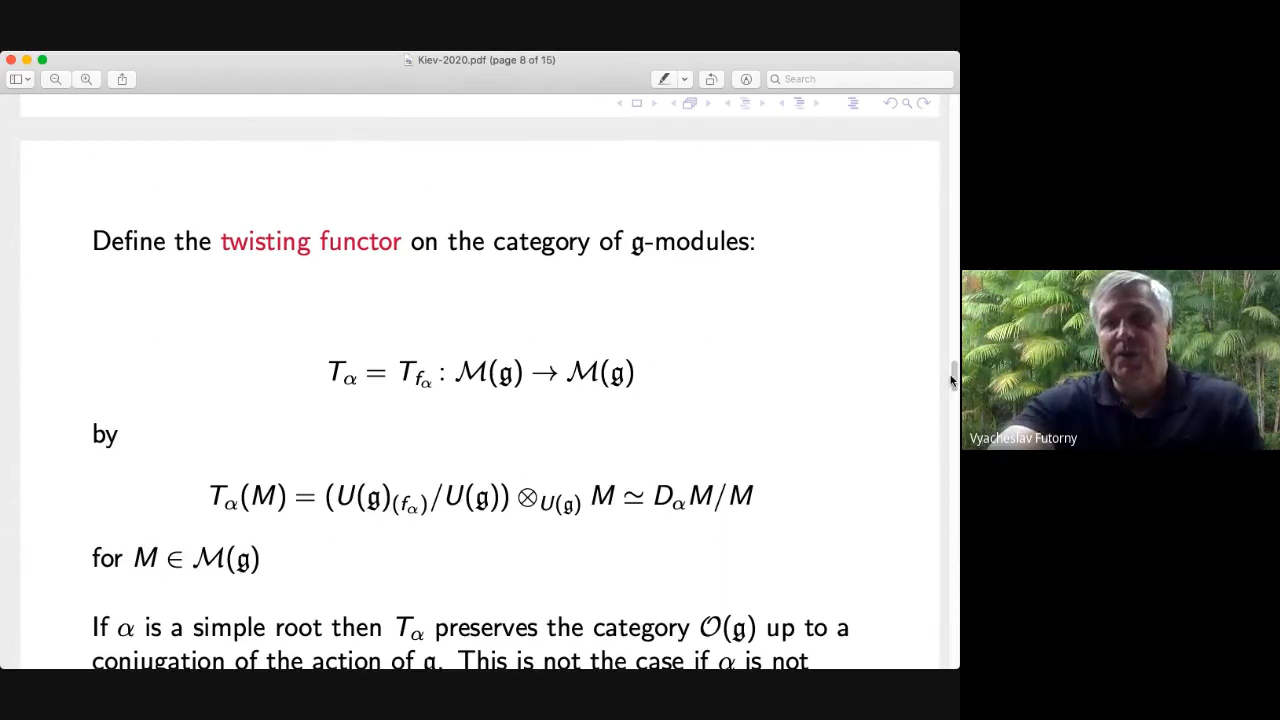 Kiev-2020.pdf (page 8 of 15)
Search
Define the twisting functor on the category of 𝔤-modules:
T_α = T_{f_α} : ℳ(𝔤) → ℳ(𝔤)
by
T_α(M) = (U(𝔤)_{(f_α)}/U(𝔤)) ⊗_{U(𝔤)} M ≃ D_αM/M
for M ∈ ℳ(𝔤)
If α is a simple root then T_α preserves the category 𝒪(𝔤) up to a
conjugation of the action of 𝔤. This is not the case if α is not
Vyacheslav Futorny